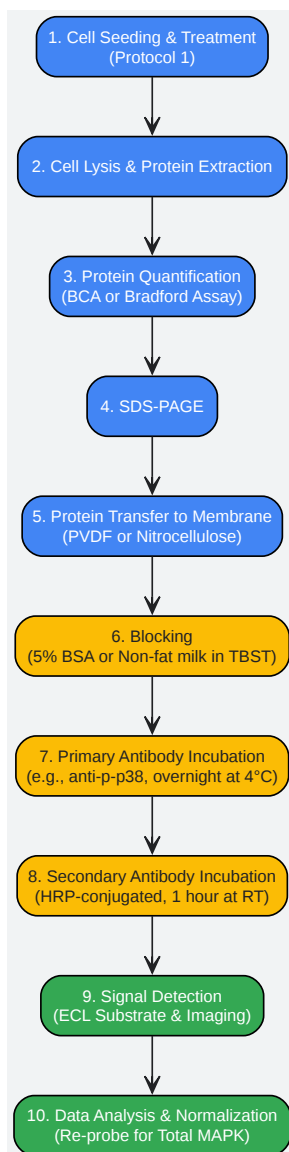 1. Cell Seeding & Treatment
(Protocol 1)
2. Cell Lysis & Protein Extraction
3. Protein Quantification
(BCA or Bradford Assay)
4. SDS-PAGE
5. Protein Transfer to Membrane
(PVDF or Nitrocellulose)
6. Blocking
(5% BSA or Non-fat milk in TBST)
7. Primary Antibody Incubation
(e.g., anti-p-p38, overnight at 4°C)
8. Secondary Antibody Incubation
(HRP-conjugated, 1 hour at RT)
9. Signal Detection
(ECL Substrate & Imaging)
10. Data Analysis & Normalization
(Re-probe for Total MAPK)